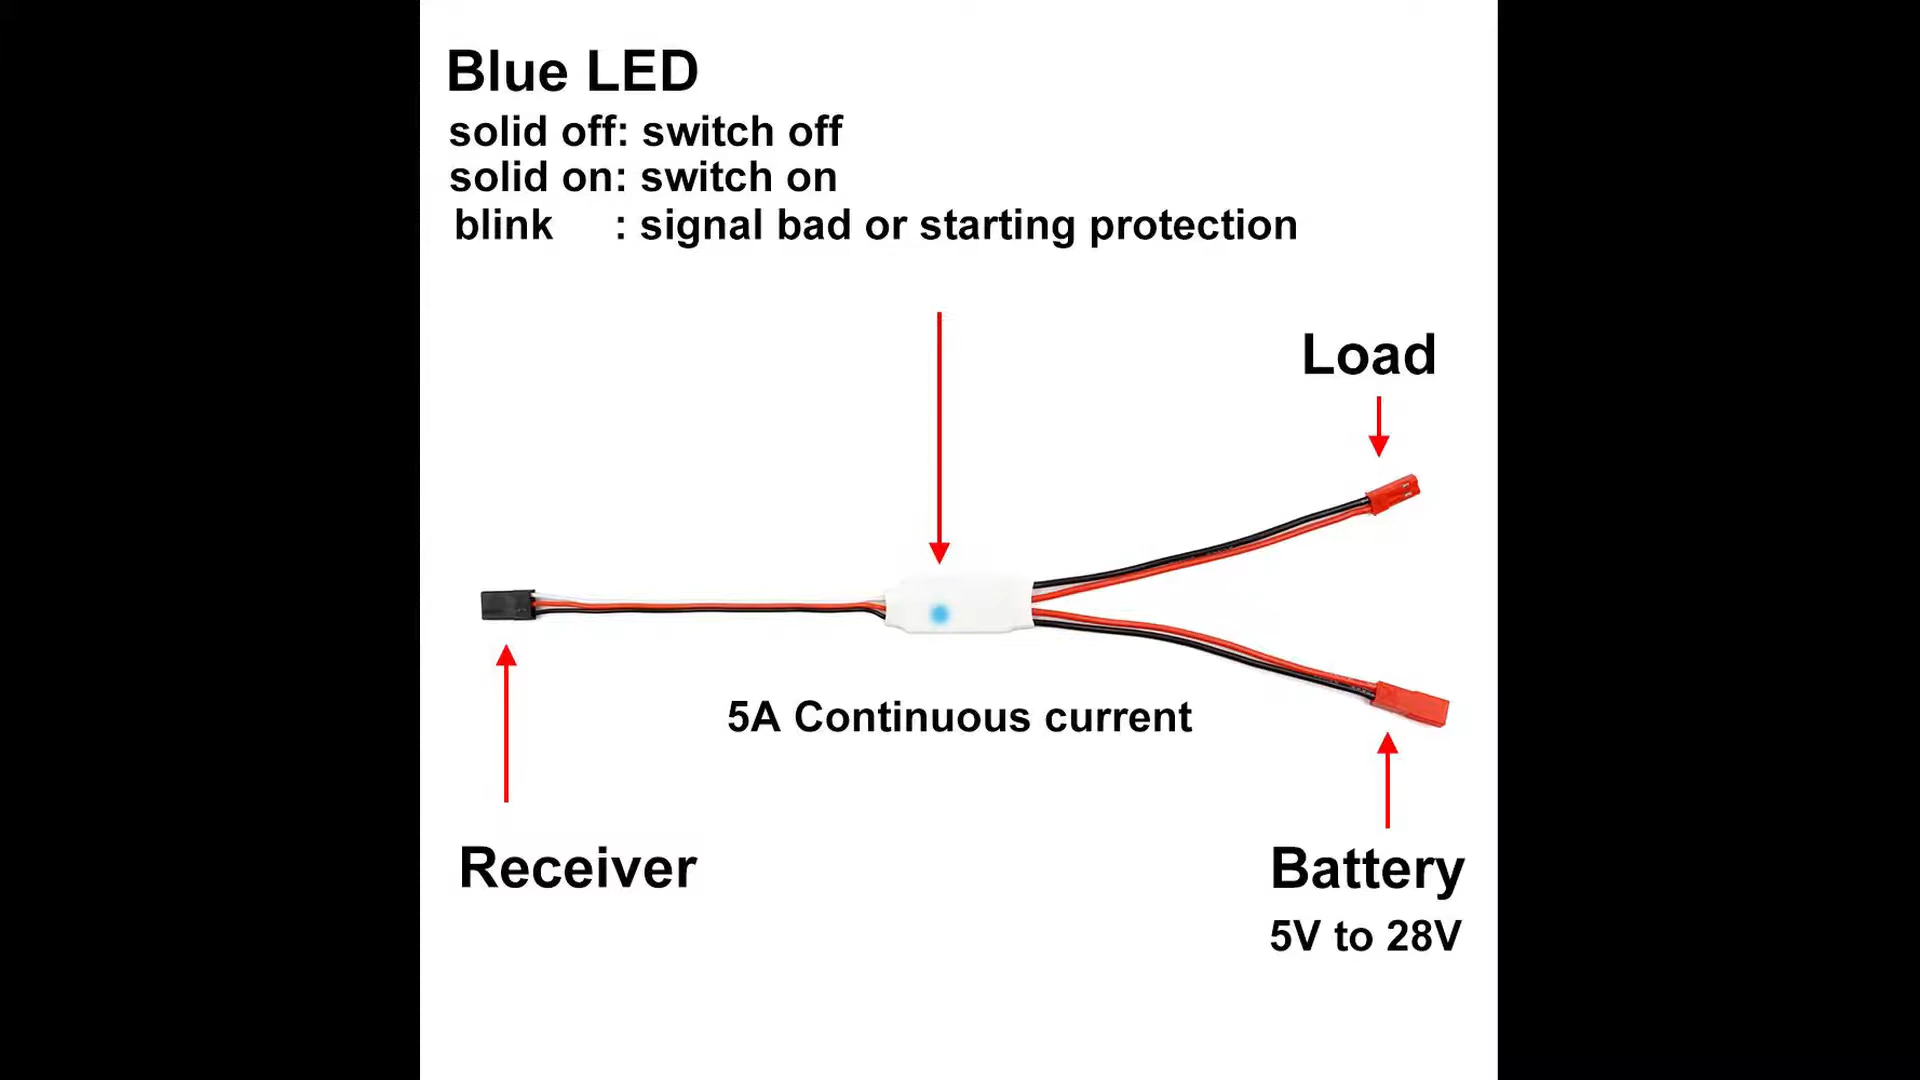 Blue LED
solid off: switch off
solid on: switch on
blink : signal bad or starting protection
Load
5A Continuous current
Receiver
Battery
5V to 28V